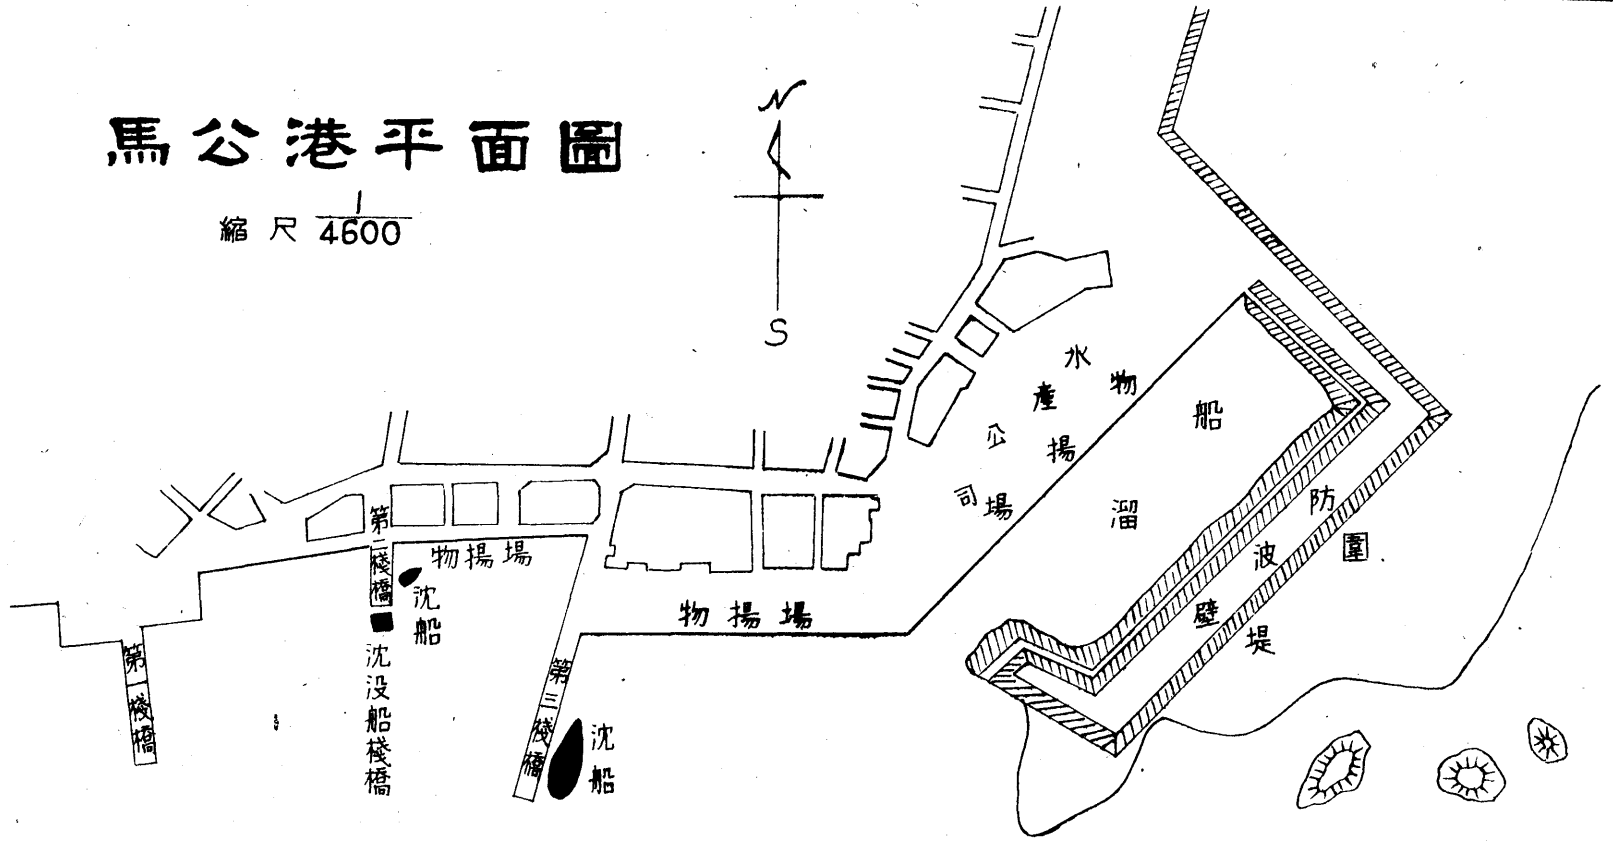 馬公港平面圖
縮尺 1/4600
N
S
水產公司
物揚場
船溜
防波堤
圍壁
第一棧橋
第二棧橋
沈船
沈没船棧橋
物揚場
物揚場
第三棧橋
沈船